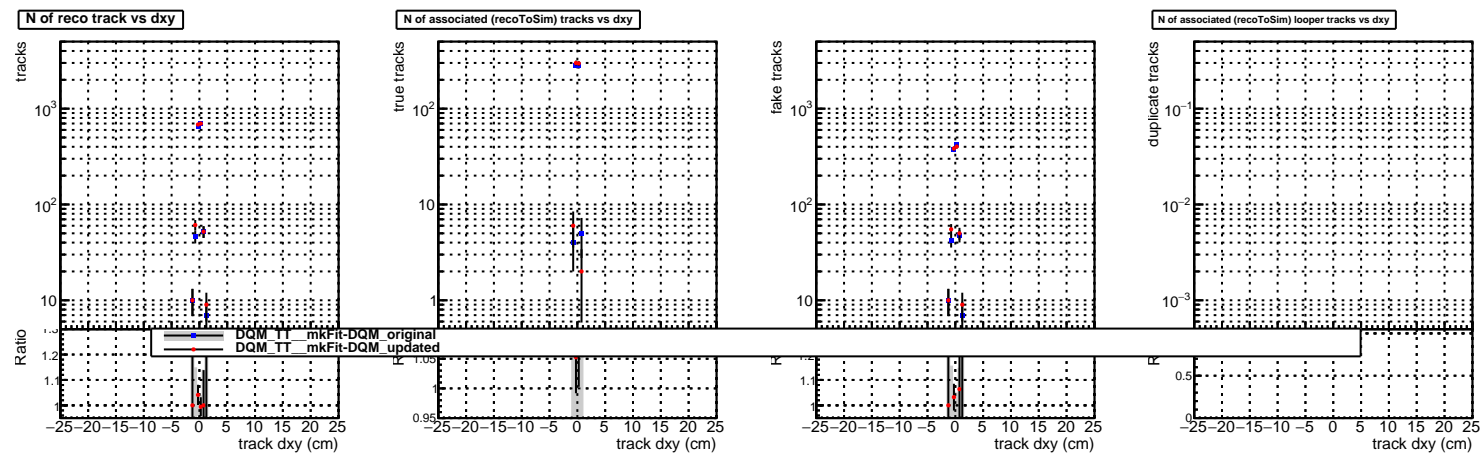 N of reco track vs dxy
tracks
10³
10²
10
Ratio
1.2
1.1
1
−25−20−15−10−5 0 5 10 15 20 25
track dxy (cm)
N of associated (recoToSim) tracks vs dxy
true tracks
10²
10
1
1.05
1
0.95
−25−20−15−10−5 0 5 10 15 20 25
track dxy (cm)
fake tracks
10³
10²
10
1.1
1
−25−20−15−10−5 0 5 10 15 20 25
track dxy (cm)
N of associated (recoToSim) looper tracks vs dxy
duplicate tracks
10⁻¹
10⁻²
10⁻³
0.5
0
−25−20−15−10−5 0 5 10 15 20 25
track dxy (cm)
DQM_TT__mkFit-DQM_original
DQM_TT__mkFit-DQM_updated